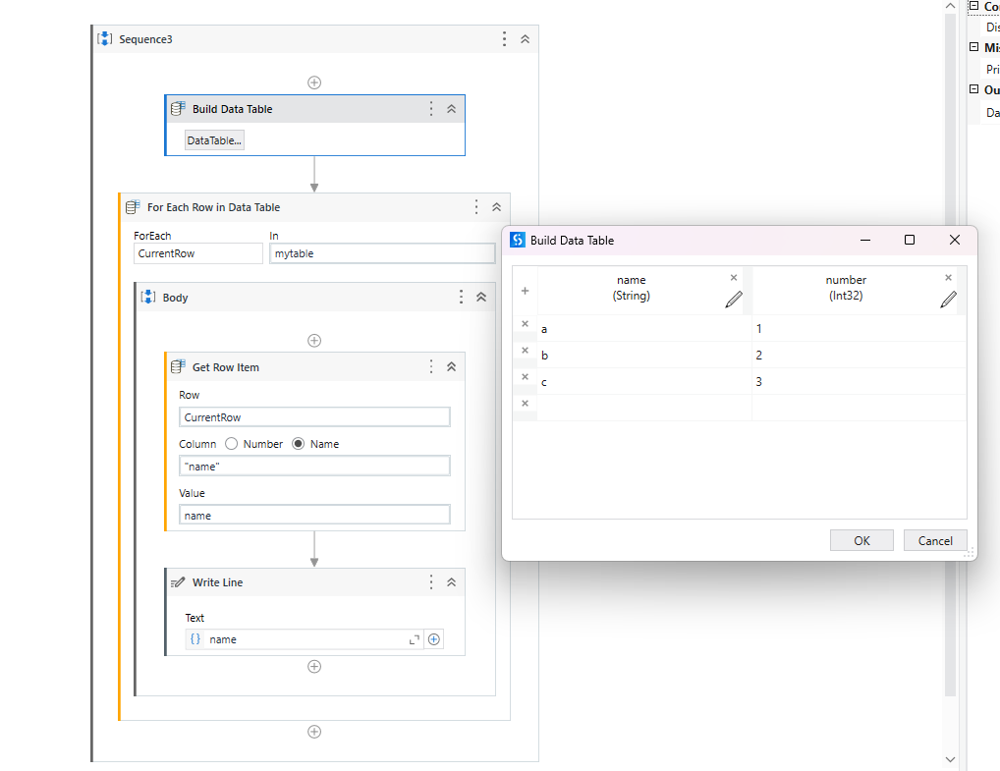 Sequence3
Build Data Table
DataTable...
For Each Row in Data Table
ForEach In
CurrentRow mytable
Body
Get Row Item
Row
CurrentRow
Column Number Name
"name"
Value
name
Write Line
Text
{} name
Build Data Table
name number
(String) (Int32)
a 1
b 2
c 3
OK Cancel
Co
Dis
Mis
Pri
Ou
Da